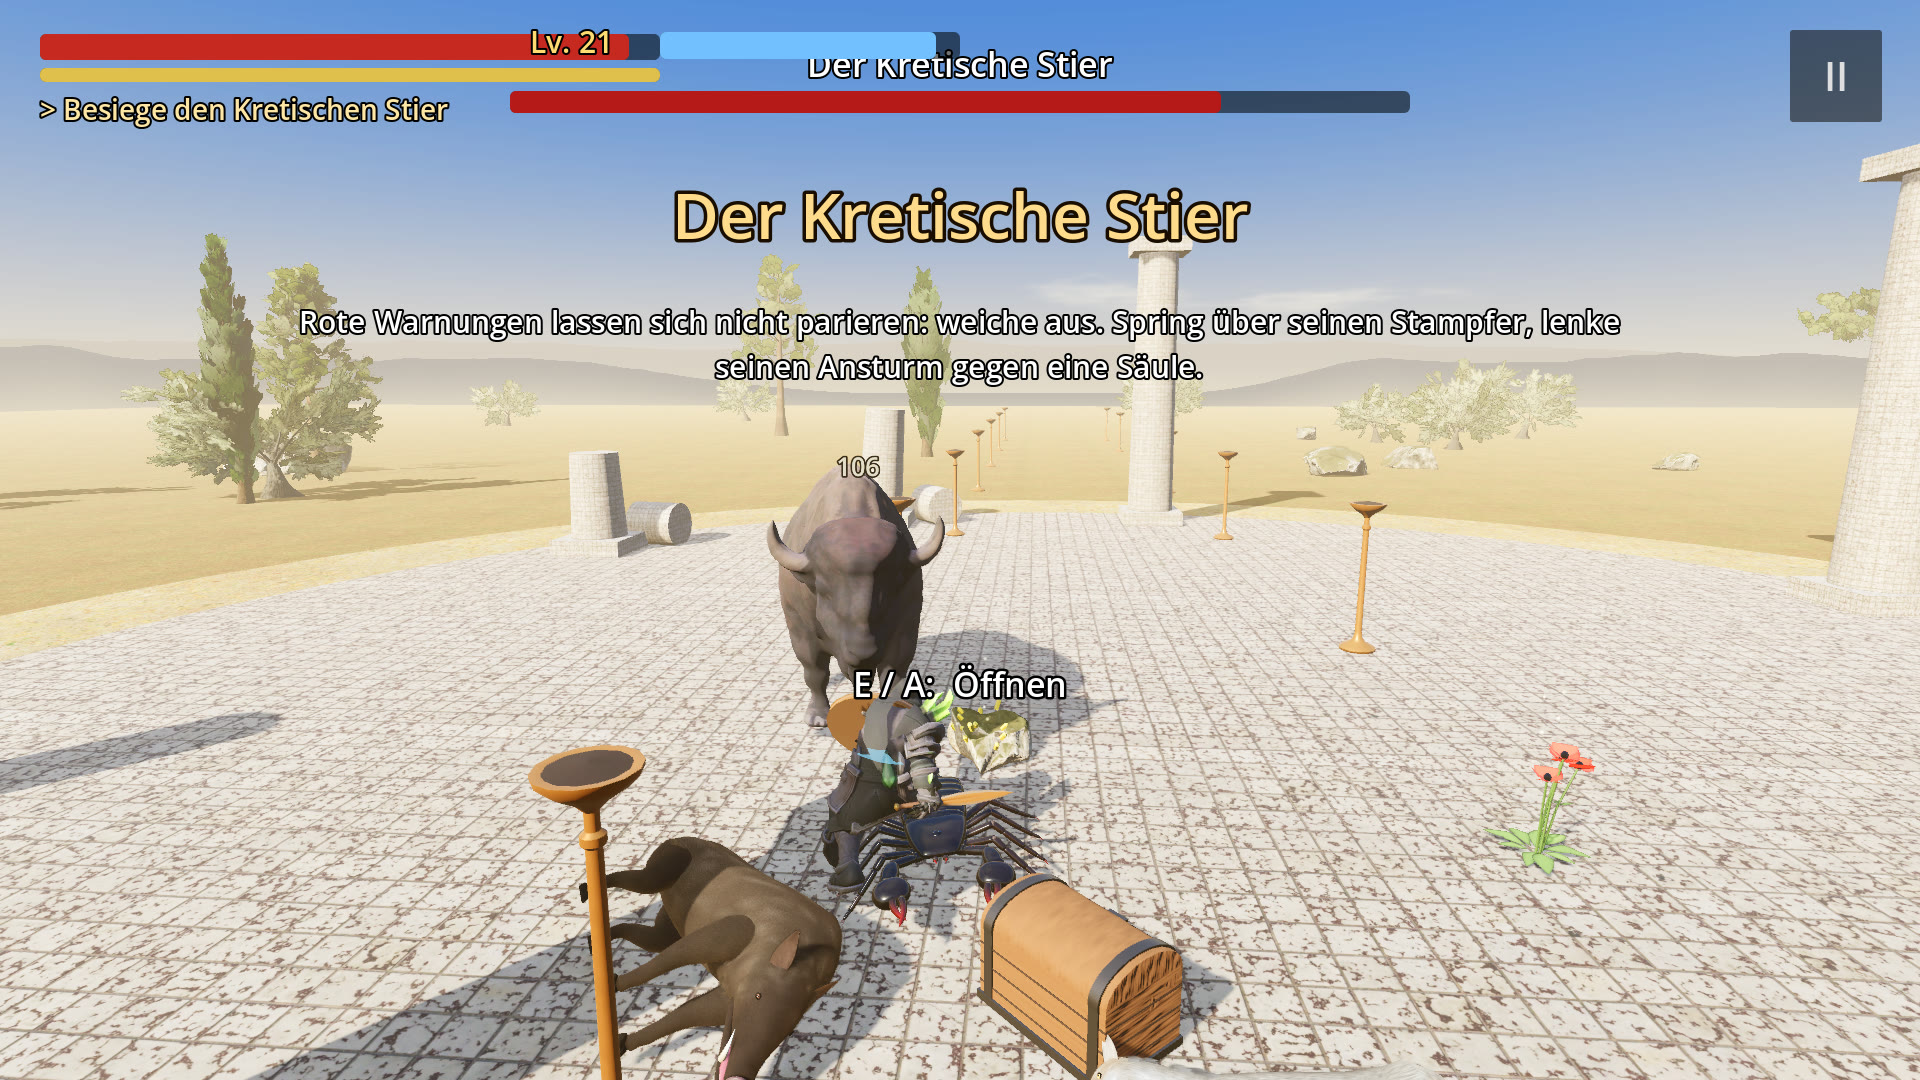 Lv. 21
Der Kretische Stier
> Besiege den Kretischen Stier
Der Kretische Stier
Rote Warnungen lassen sich nicht parieren: weiche aus. Spring über seinen Stampfer, lenke
seinen Ansturm gegen eine Säule.
106
E / A: Öffnen